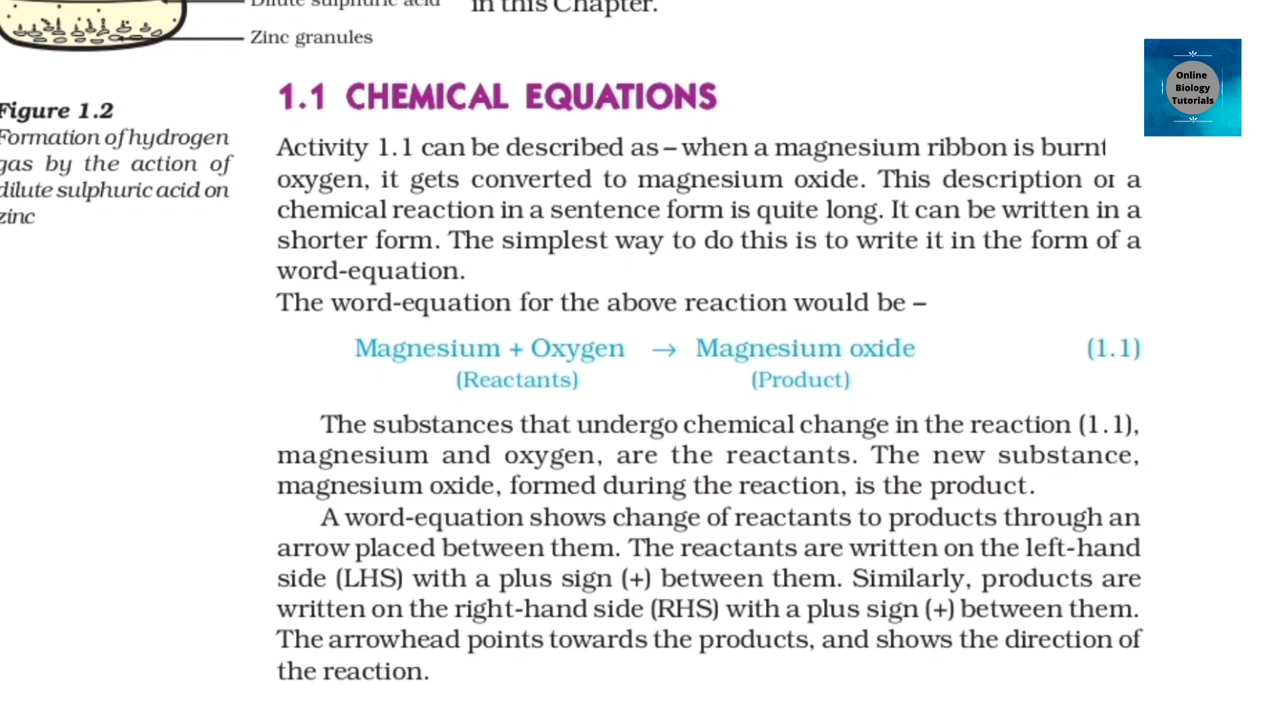 Dilute sulphuric acid
in this Chapter.
Zinc granules
Online
Biology
Tutorials
Figure 1.2
Formation of hydrogen
gas by the action of
dilute sulphuric acid on
zinc
1.1 CHEMICAL EQUATIONS
Activity 1.1 can be described as – when a magnesium ribbon is burnt
oxygen, it gets converted to magnesium oxide. This description of a
chemical reaction in a sentence form is quite long. It can be written in a
shorter form. The simplest way to do this is to write it in the form of a
word-equation.
The word-equation for the above reaction would be –
Magnesium + Oxygen → Magnesium oxide (1.1)
(Reactants) (Product)
The substances that undergo chemical change in the reaction (1.1),
magnesium and oxygen, are the reactants. The new substance,
magnesium oxide, formed during the reaction, is the product.
A word-equation shows change of reactants to products through an
arrow placed between them. The reactants are written on the left-hand
side (LHS) with a plus sign (+) between them. Similarly, products are
written on the right-hand side (RHS) with a plus sign (+) between them.
The arrowhead points towards the products, and shows the direction of
the reaction.